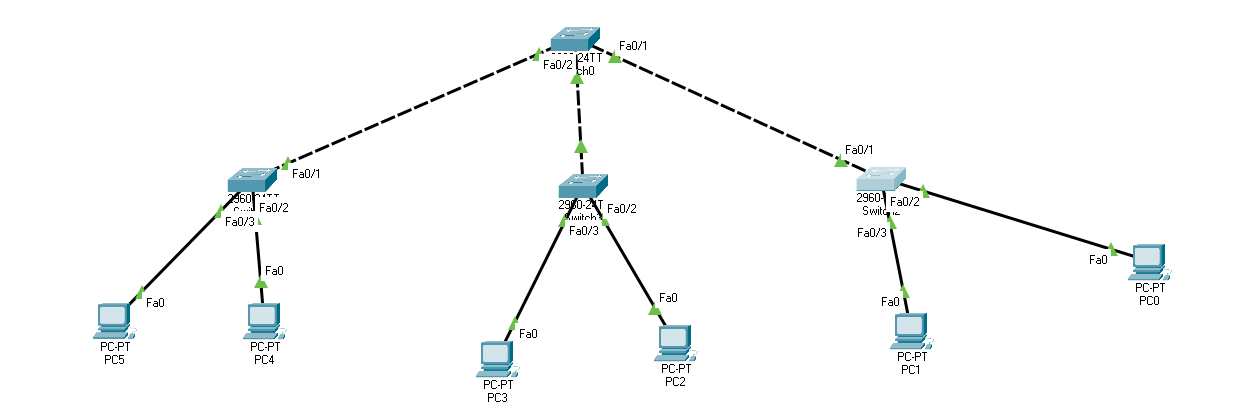 Fa0/1
24TT
Fa0/2
ch0
Fa0/1
Fa0/1
2960-24TT
Fa0/2
Fa0/3
2960-24T
Fa0/2
Switch
Fa0/3
2960-
Fa0/2
Fa0/3
Fa0
PC-PT
PC0
Fa0
PC-PT
PC5
Fa0
PC-PT
PC4
Fa0
PC-PT
PC3
Fa0
PC-PT
PC2
Fa0
PC-PT
PC1